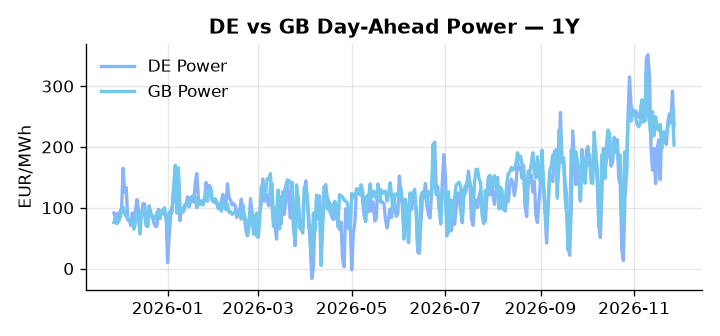 DE vs GB Day-Ahead Power — 1Y
DE Power
GB Power
EUR/MWh
300
200
100
0
2026-01 2026-03 2026-05 2026-07 2026-09 2026-11